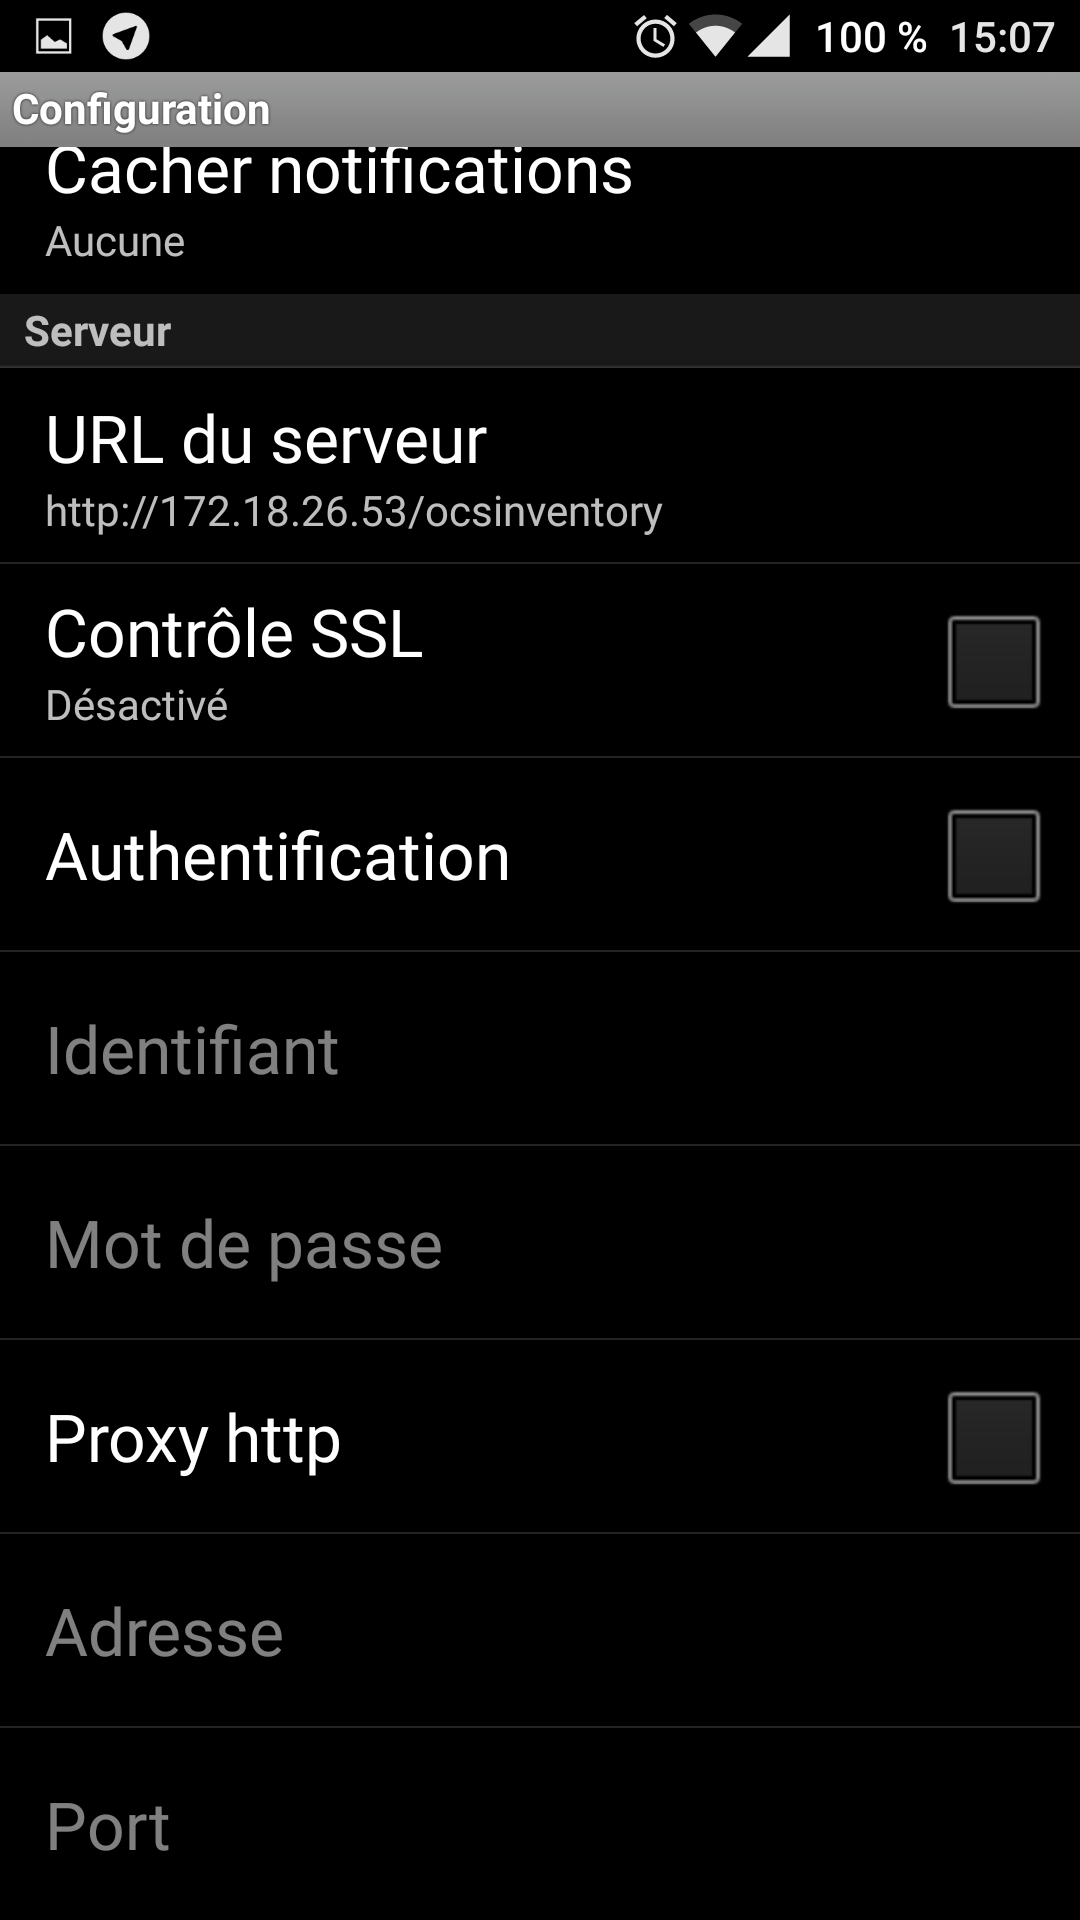 100 % 15:07
Configuration
Cacher notifications
Aucune
Serveur
URL du serveur
http://172.18.26.53/ocsinventory
Contrôle SSL
Désactivé
Authentification
Identifiant
Mot de passe
Proxy http
Adresse
Port